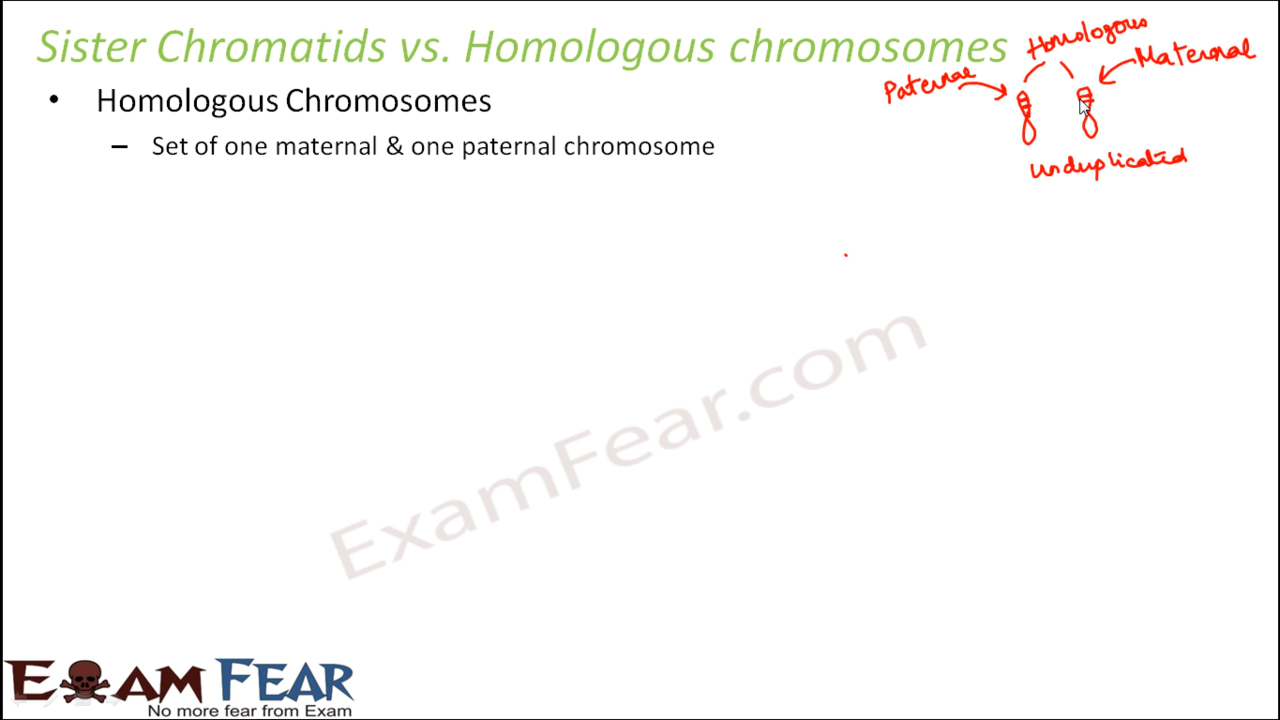 Sister Chromatids vs. Homologous chromosomes
Homologous
Maternal
Paternal
• Homologous Chromosomes
– Set of one maternal & one paternal chromosome
unduplicated
ExamFear.com
EXAM FEAR
No more fear from Exam